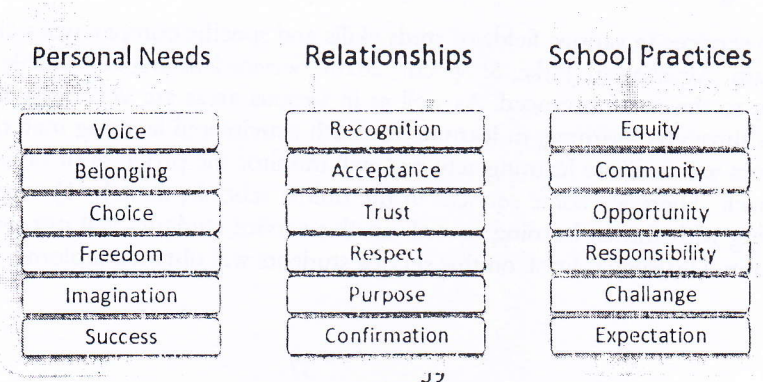 Personal Needs
Relationships
School Practices
Voice
Recognition
Equity
Belonging
Acceptance
Community
Choice
Trust
Opportunity
Freedom
Respect
Responsibility
Imagination
Purpose
Challange
Success
Confirmation
Expectation